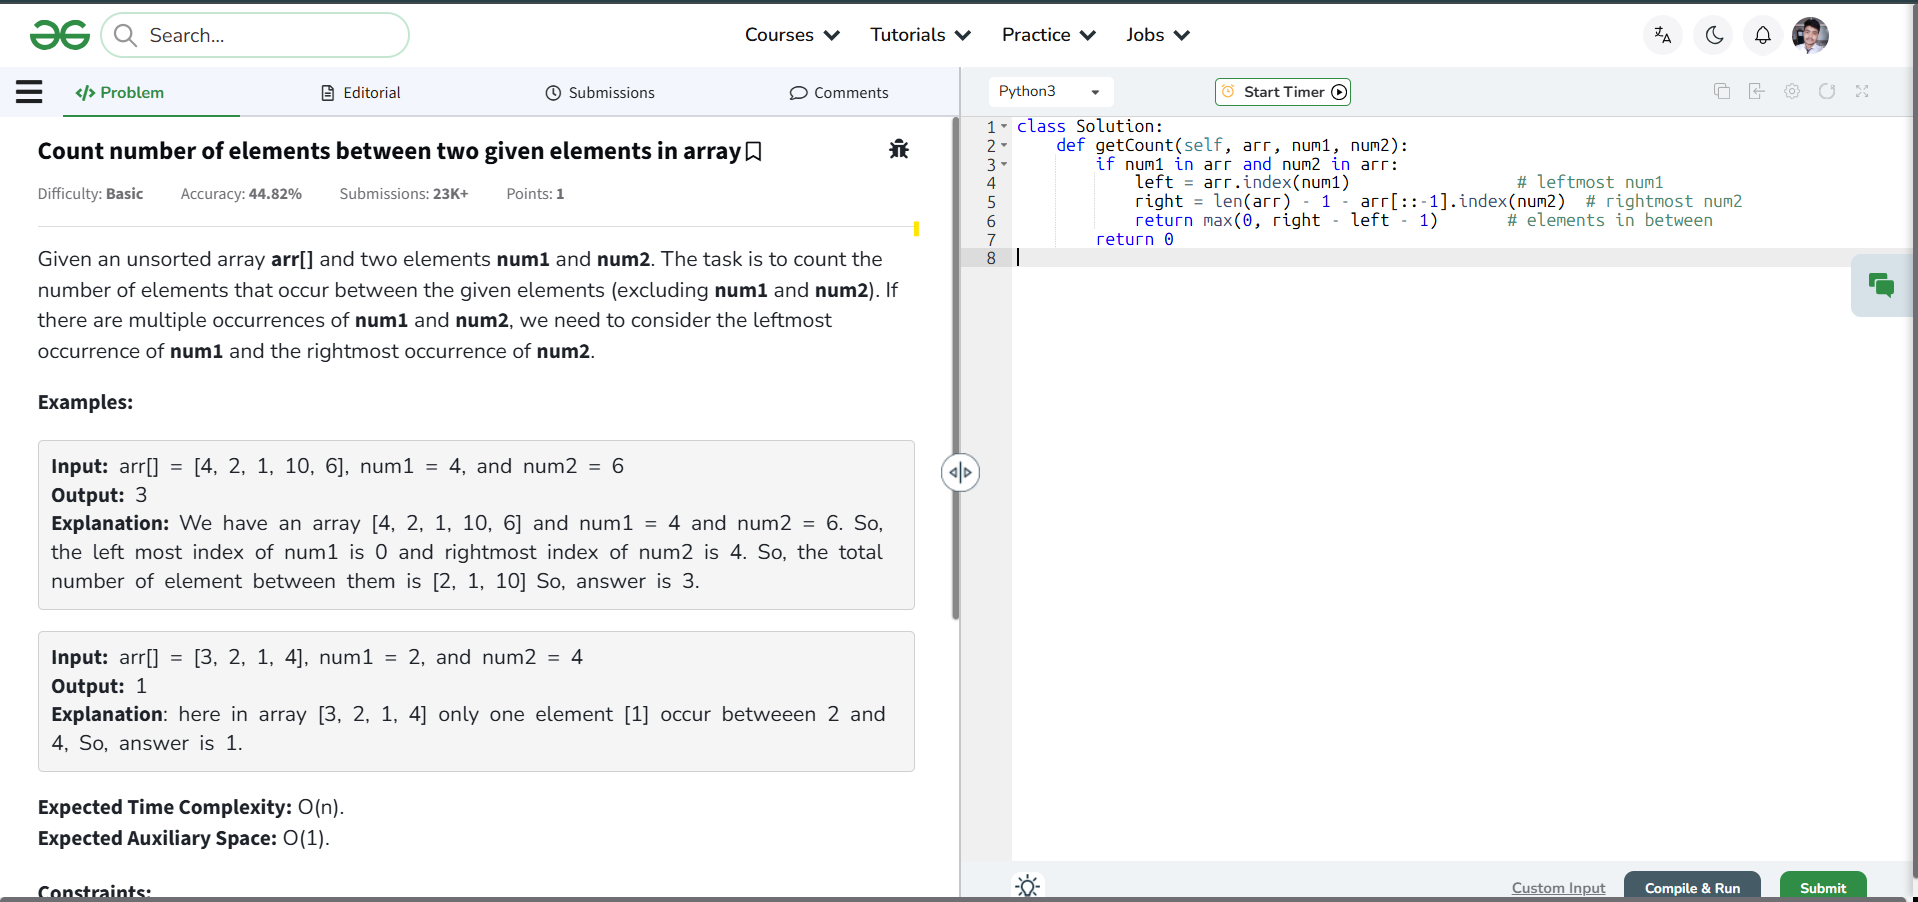 Search...
Courses
Tutorials
Practice
Jobs
Problem
Editorial
Submissions
Comments
Python3
Start Timer
Count number of elements between two given elements in array
Difficulty: Basic Accuracy: 44.82% Submissions: 23K+ Points: 1
Given an unsorted array arr[] and two elements num1 and num2. The task is to count the
number of elements that occur between the given elements (excluding num1 and num2). If
there are multiple occurrences of num1 and num2, we need to consider the leftmost
occurrence of num1 and the rightmost occurrence of num2.
Examples:
Input: arr[] = [4, 2, 1, 10, 6], num1 = 4, and num2 = 6
Output: 3
Explanation: We have an array [4, 2, 1, 10, 6] and num1 = 4 and num2 = 6. So,
the left most index of num1 is 0 and rightmost index of num2 is 4. So, the total
number of element between them is [2, 1, 10] So, answer is 3.
Input: arr[] = [3, 2, 1, 4], num1 = 2, and num2 = 4
Output: 1
Explanation: here in array [3, 2, 1, 4] only one element [1] occur betweeen 2 and
4, So, answer is 1.
Expected Time Complexity: O(n).
Expected Auxiliary Space: O(1).
Constraints:
1 class Solution:
2     def getCount(self, arr, num1, num2):
3         if num1 in arr and num2 in arr:
4             left = arr.index(num1)                 # leftmost num1
5             right = len(arr) - 1 - arr[::-1].index(num2)  # rightmost num2
6             return max(0, right - left - 1)       # elements in between
7         return 0
8
Custom Input
Compile & Run
Submit